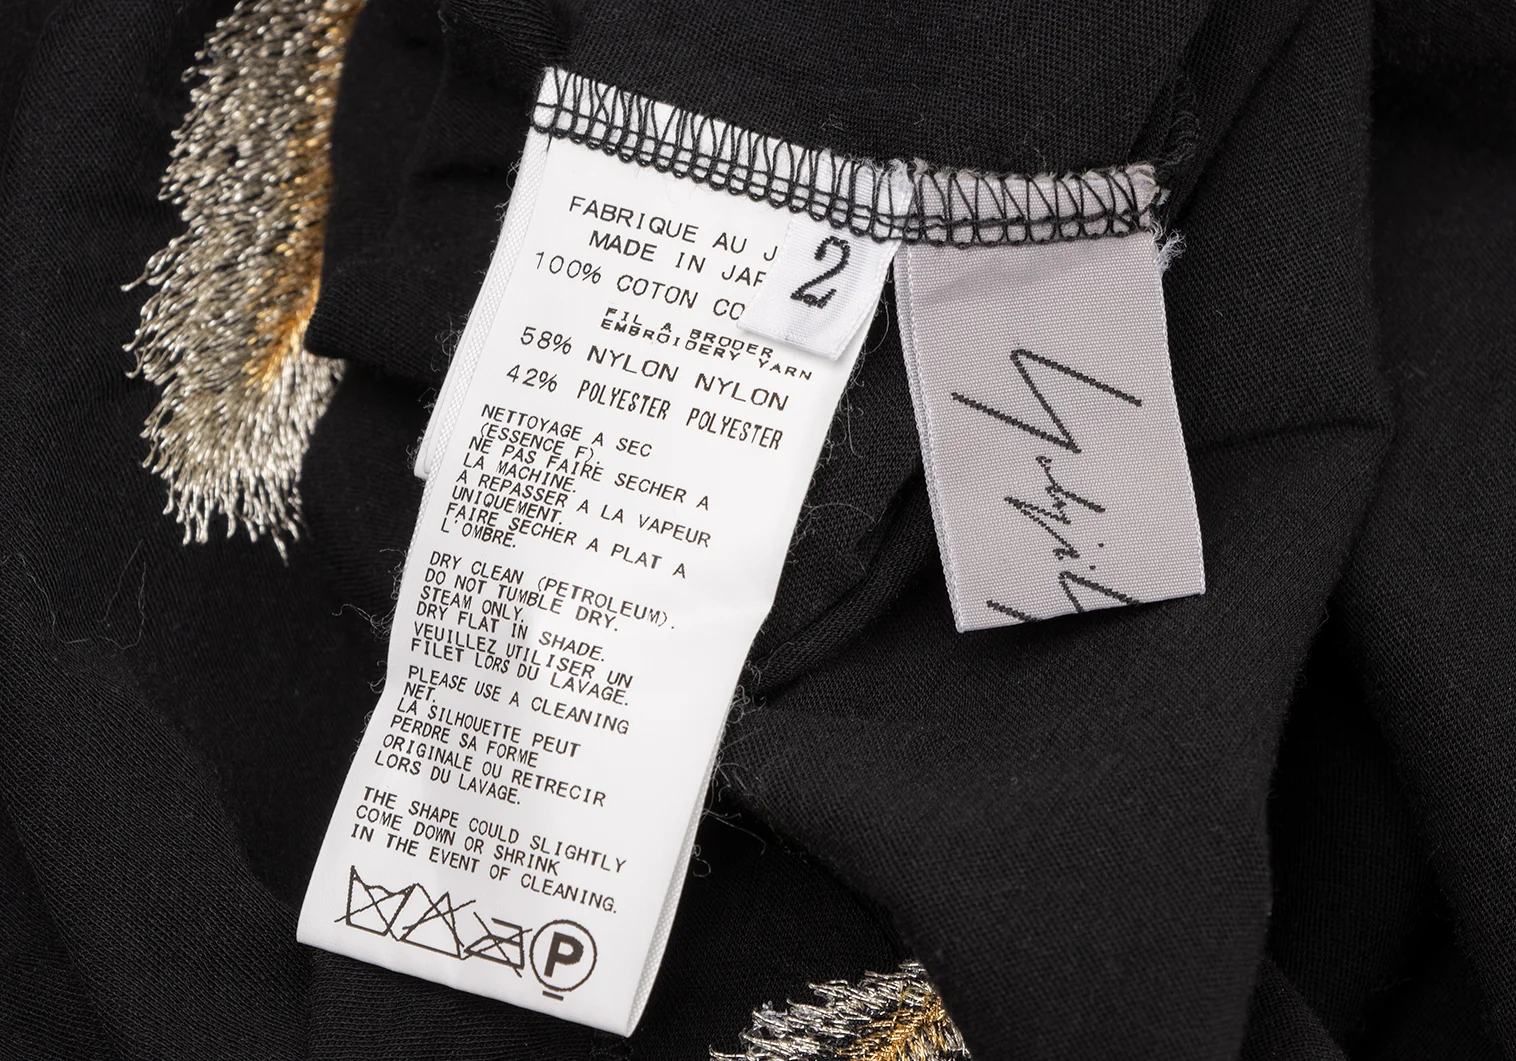 FABRIQUE AU J
MADE IN JAP
100% COTON CO
2
FIL A BRODER
EMBROIDERY YARN
58% NYLON NYLON
42% POLYESTER POLYESTER
NETTOYAGE A SEC
(ESSENCE F).
NE PAS FAIRE SECHER A
LA MACHINE.
A REPASSER A LA VAPEUR
UNIQUEMENT.
FAIRE SECHER A PLAT A
L'OMBRE.
DRY CLEAN (PETROLEUM).
DO NOT TUMBLE DRY.
STEAM ONLY.
DRY FLAT IN SHADE.
VEUILLEZ UTILISER UN
FILET LORS DU LAVAGE.
PLEASE USE A CLEANING
NET.
LA SILHOUETTE PEUT
PERDRE SA FORME
ORIGINALE OU RETRECIR
LORS DU LAVAGE.
THE SHAPE COULD SLIGHTLY
COME DOWN OR SHRINK
IN THE EVENT OF CLEANING.
P